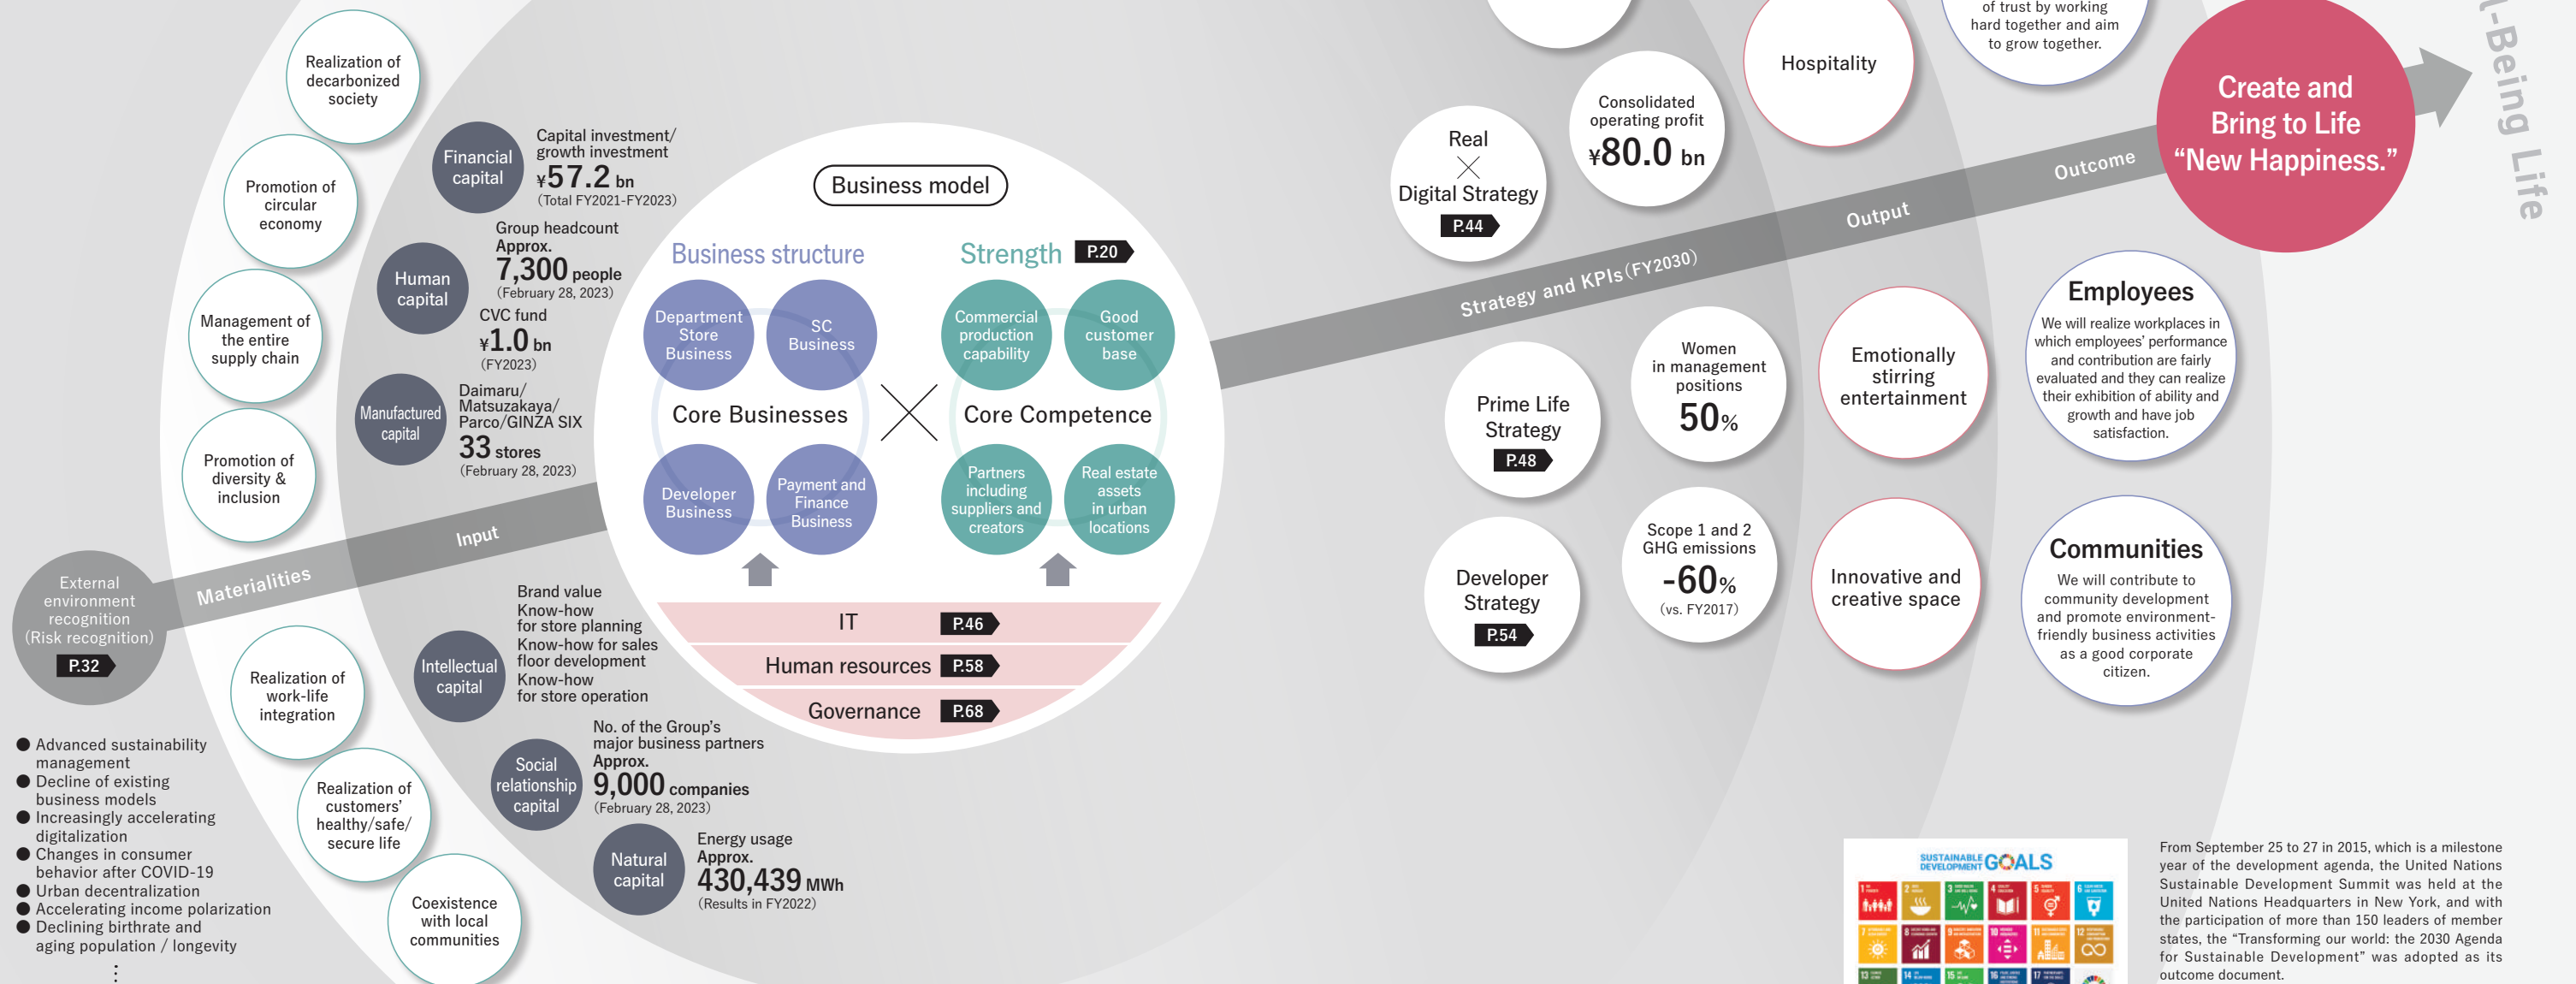 Realization of
decarbonized
society
Promotion of
circular
economy
Management of
the entire
supply chain
Promotion of
diversity &
inclusion
External
environment
recognition
(Risk recognition)
P.32
Materialities
Input
Realization of
work-life
integration
Realization of
customers’
healthy/safe/
secure life
Coexistence
with local
communities
● Advanced sustainability
management
● Decline of existing
business models
● Increasingly accelerating
digitalization
● Changes in consumer
behavior after COVID-19
● Urban decentralization
● Accelerating income polarization
● Declining birthrate and
aging population / longevity
Financial
capital
Capital investment/
growth investment
¥57.2 bn
(Total FY2021-FY2023)
Human
capital
Group headcount
Approx.
7,300 people
(February 28, 2023)
CVC fund
¥1.0 bn
(FY2023)
Manufactured
capital
Daimaru/
Matsuzakaya/
Parco/GINZA SIX
33 stores
(February 28, 2023)
Intellectual
capital
Brand value
Know-how
for store planning
Know-how for sales
floor development
Know-how
for store operation
Social
relationship
capital
No. of the Group’s
major business partners
Approx.
9,000 companies
(February 28, 2023)
Natural
capital
Energy usage
Approx.
430,439 MWh
(Results in FY2022)
Business model
Business structure
Department
Store
Business
SC
Business
Core Businesses
Developer
Business
Payment and
Finance
Business
Strength P.20
Commercial
production
capability
Good
customer
base
Core Competence
Partners
including
suppliers and
creators
Real estate
assets
in urban
locations
IT P.46
Human resources P.58
Governance P.68
Strategy and KPIs (FY2030)
Real
×
Digital Strategy
P.44
Consolidated
operating profit
¥80.0 bn
Prime Life
Strategy
P.48
Women
in management
positions
50%
Developer
Strategy
P.54
Scope 1 and 2
GHG emissions
-60%
(vs. FY2017)
Output
Hospitality
Emotionally
stirring
entertainment
Innovative and
creative space
Outcome
of trust by working
hard together and aim
to grow together.
Employees
We will realize workplaces in
which employees’ performance
and contribution are fairly
evaluated and they can realize
their exhibition of ability and
growth and have job
satisfaction.
Communities
We will contribute to
community development
and promote environment-
friendly business activities
as a good corporate
citizen.
Create and
Bring to Life
“New Happiness.”
l-Being Life
SUSTAINABLE
DEVELOPMENT GOALS
1
2
3
4
5
6
7
8
9
10
11
12
13
14
15
16
17
From September 25 to 27 in 2015, which is a milestone
year of the development agenda, the United Nations
Sustainable Development Summit was held at the
United Nations Headquarters in New York, and with
the participation of more than 150 leaders of member
states, the “Transforming our world: the 2030 Agenda
for Sustainable Development” was adopted as its
outcome document.